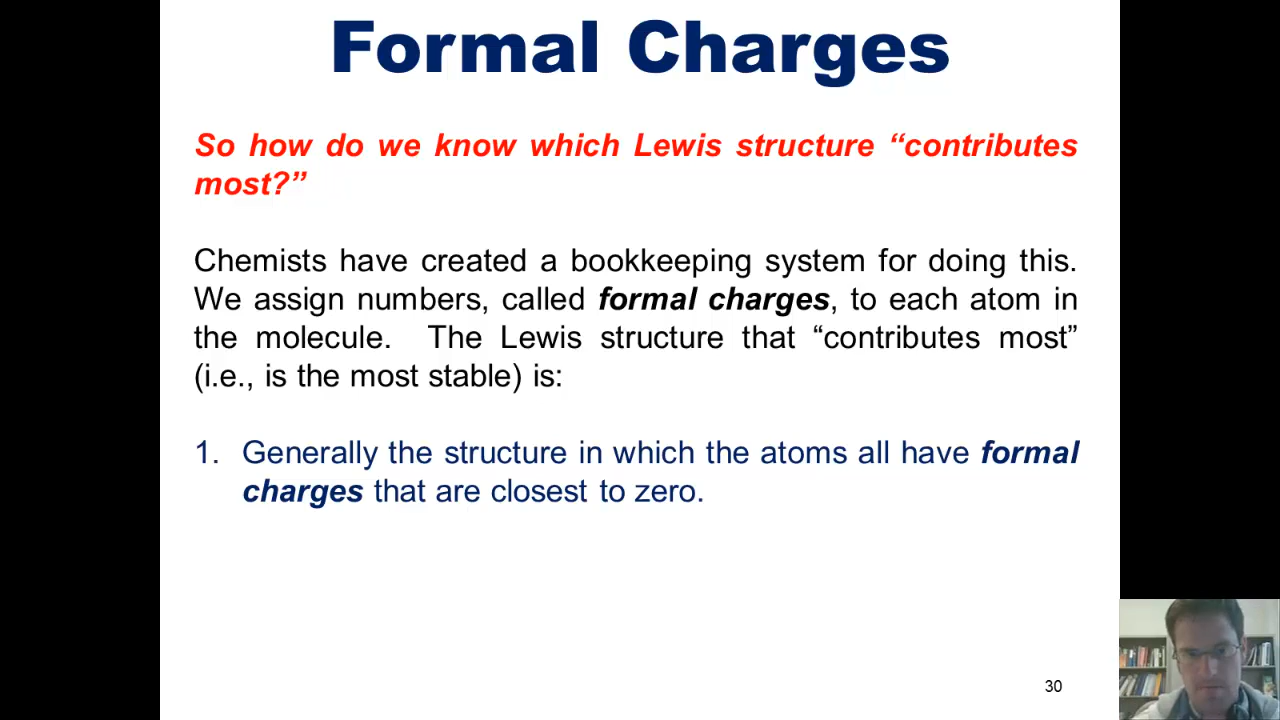 Formal Charges
So how do we know which Lewis structure “contributes
most?”
Chemists have created a bookkeeping system for doing this.
We assign numbers, called formal charges, to each atom in
the molecule. The Lewis structure that “contributes most”
(i.e., is the most stable) is:
1. Generally the structure in which the atoms all have formal
charges that are closest to zero.
30